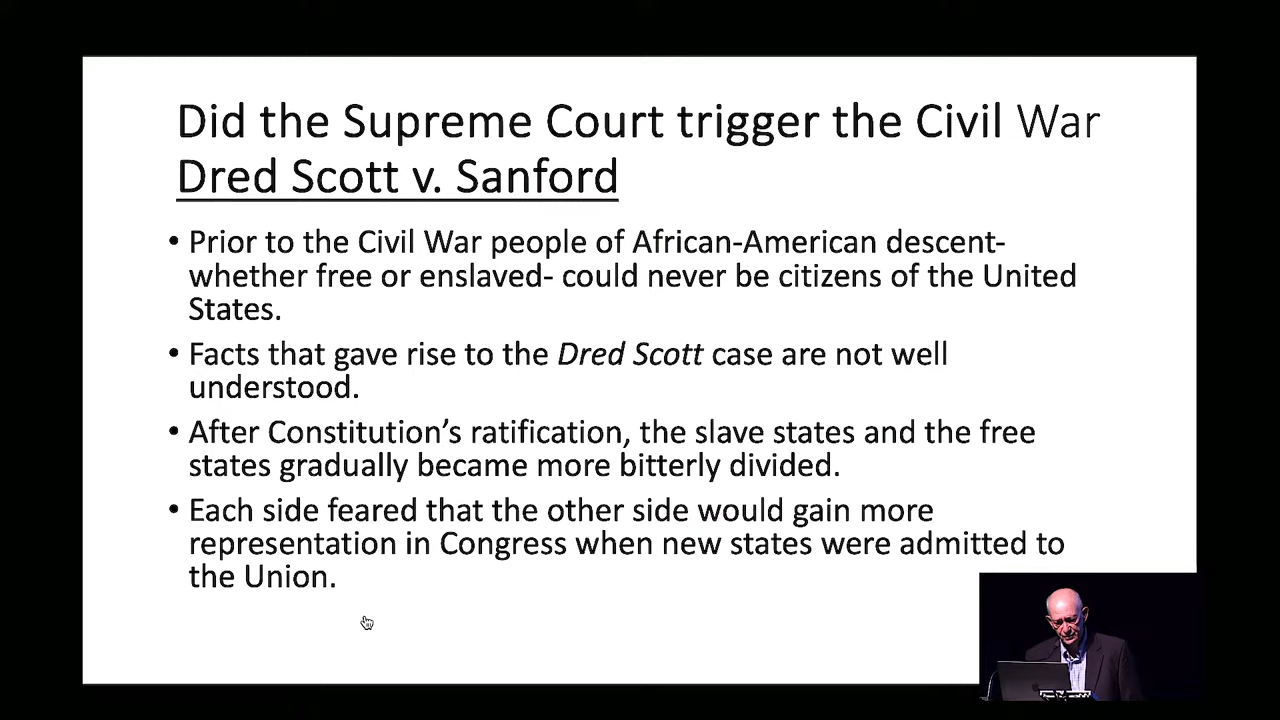 Did the Supreme Court trigger the Civil War
Dred Scott v. Sanford
• Prior to the Civil War people of African-American descent-
whether free or enslaved- could never be citizens of the United
States.
• Facts that gave rise to the Dred Scott case are not well
understood.
• After Constitution’s ratification, the slave states and the free
states gradually became more bitterly divided.
• Each side feared that the other side would gain more
representation in Congress when new states were admitted to
the Union.